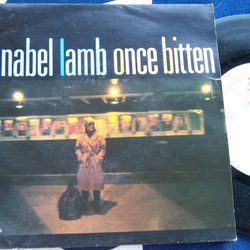 nabel lamb once bitten